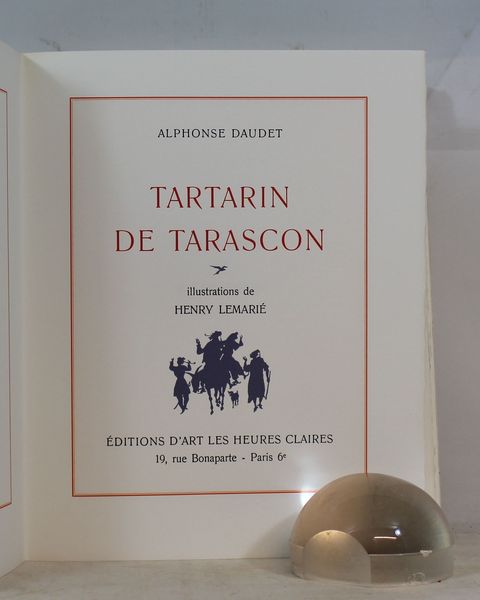 ALPHONSE DAUDET
TARTARIN
DE TARASCON
illustrations de
HENRY LEMARIÉ
ÉDITIONS D'ART LES HEURES CLAIRES
19, rue Bonaparte - Paris 6e